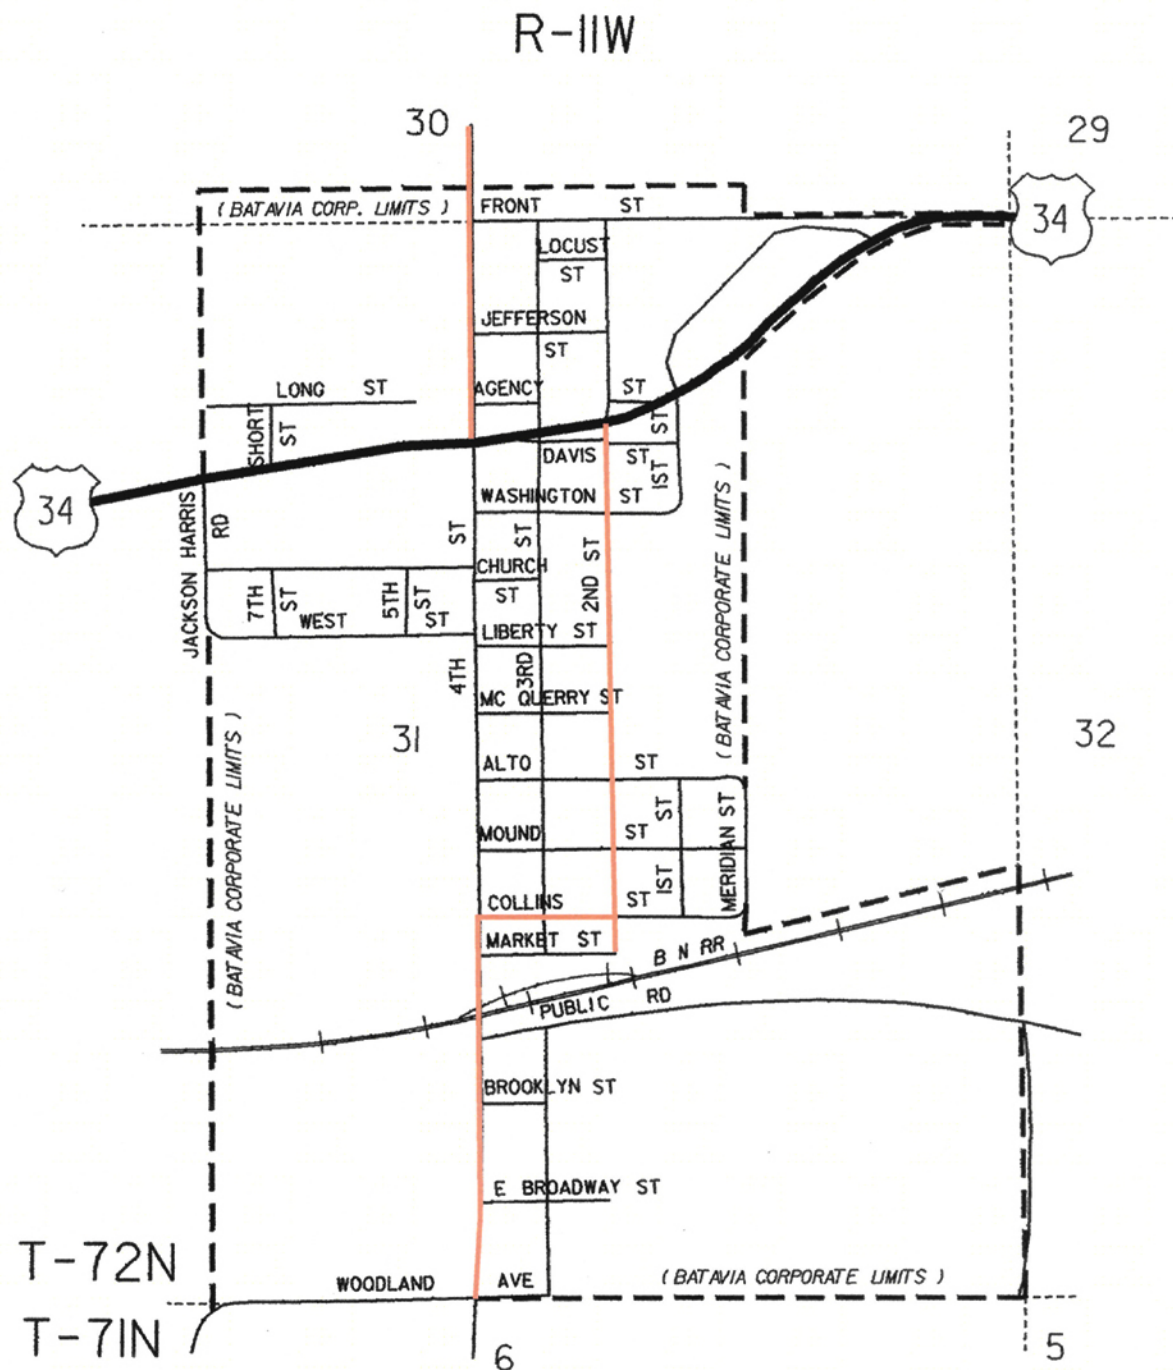 R-11W
30
29
( BATAVIA CORP. LIMITS )
FRONT ST
34
LOCUST
ST
JEFFERSON
ST
LONG ST
AGENCY ST
SHORT
ST
DAVIS ST
1ST
ST
34
WASHINGTON ST
JACKSON HARRIS
RD
4TH
ST
3RD
ST
2ND ST
CHURCH
ST
7TH
ST
5TH
ST
WEST ST
LIBERTY ST
( BATAVIA CORPORATE LIMITS )
MC QUERRY ST
31
32
( BATAVIA CORPORATE LIMITS )
ALTO ST
MOUND ST
1ST
ST
MERIDIAN ST
COLLINS ST
MARKET ST
B N RR
PUBLIC RD
BROOKLYN ST
E BROADWAY ST
T-72N
WOODLAND AVE
( BATAVIA CORPORATE LIMITS )
T-71N
6
5